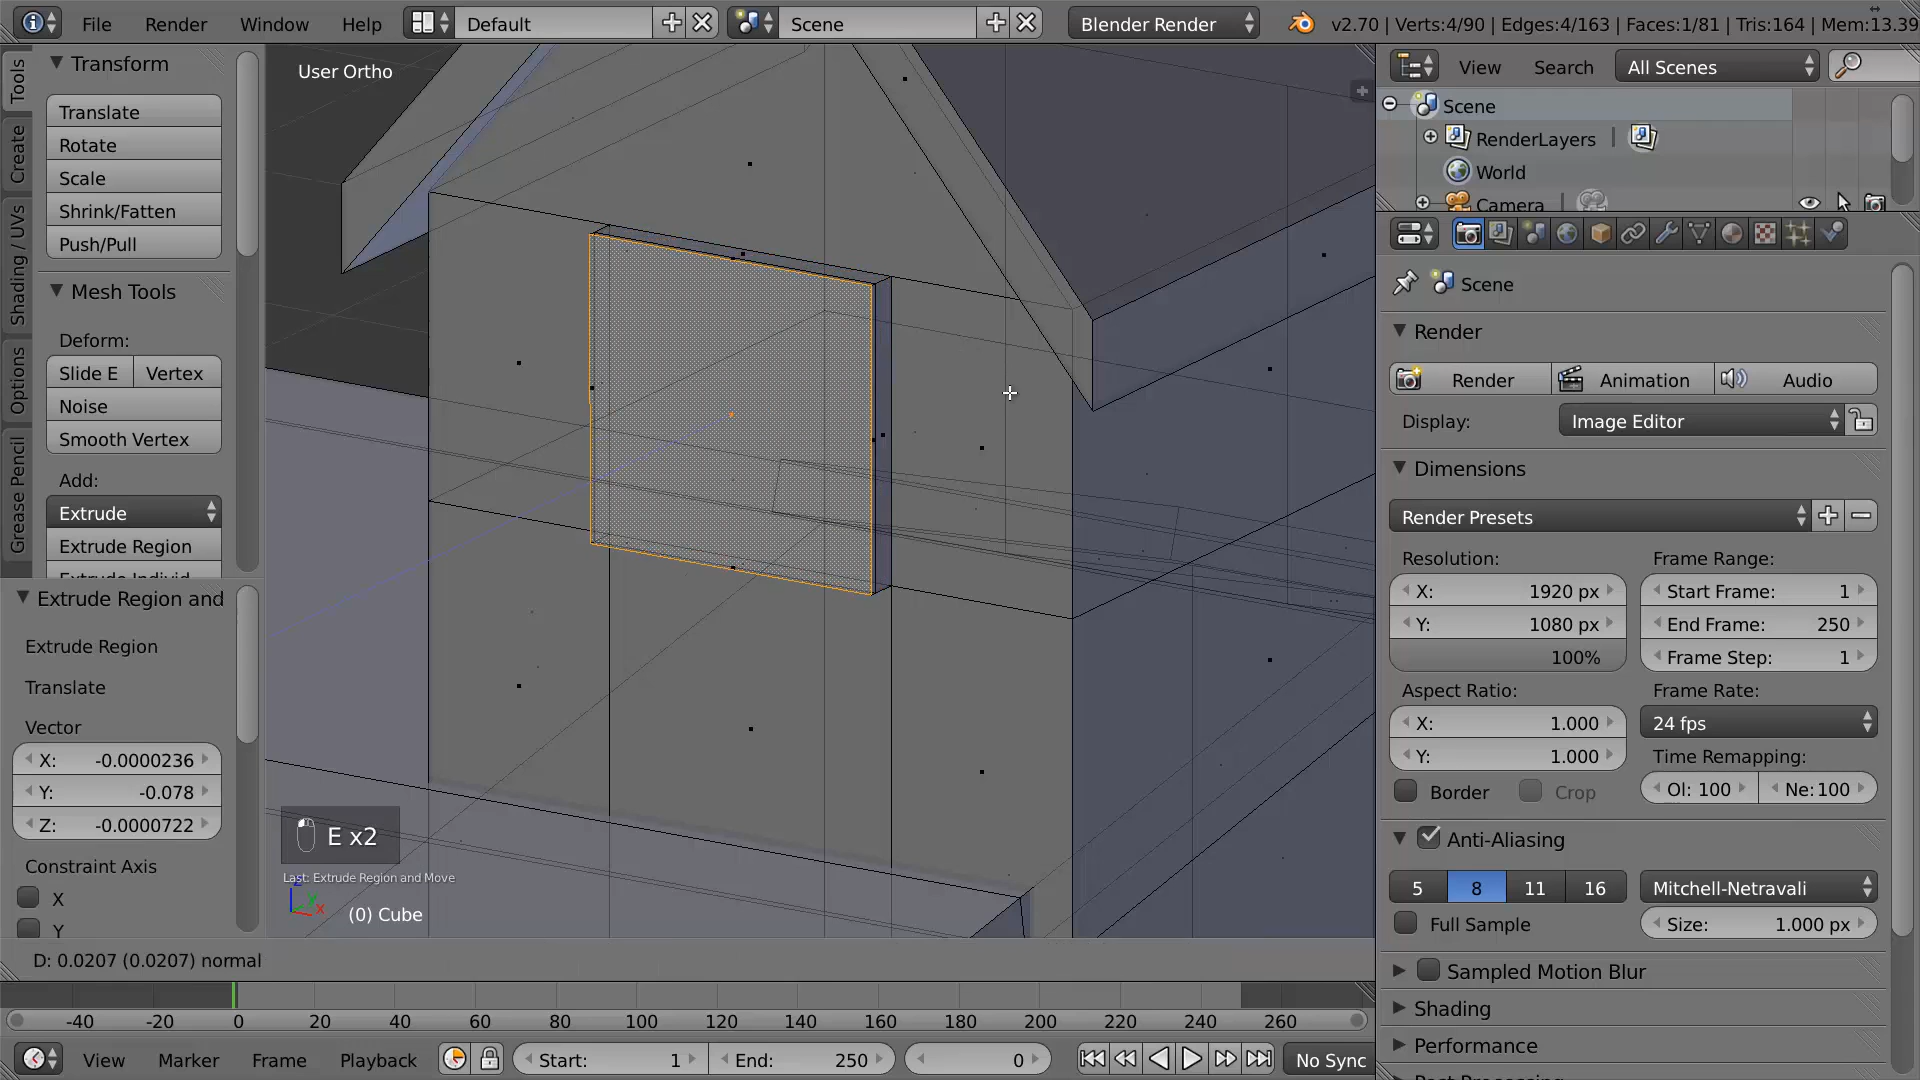 File Render Window Help Default Scene Blender Render v2.70 | Verts:4/90 | Edges:4/163 | Faces:1/81 | Tris:164 | Mem:13.39
Tools
Create
Shading / UVs
Options
Grease Pencil
Transform
Translate
Rotate
Scale
Shrink/Fatten
Push/Pull
Mesh Tools
Deform:
Slide E Vertex
Noise
Smooth Vertex
Add:
Extrude
Extrude Region
Extrude Individ
Extrude Region and
Extrude Region
Translate
Vector
X: -0.0000236
Y: -0.078
Z: -0.0000722
Constraint Axis
X
Y
User Ortho
E x2
Last: Extrude Region and Move
(0) Cube
D: 0.0207 (0.0207) normal
-40 -20 0 20 40 60 80 100 120 140 160 180 200 220 240 260
View Marker Frame Playback Start: 1 End: 250 0 No Sync
View Search All Scenes
Scene
RenderLayers
World
Camera
Scene
Render
Render Animation Audio
Display: Image Editor
Dimensions
Render Presets
Resolution: Frame Range:
X: 1920 px Start Frame: 1
Y: 1080 px End Frame: 250
100% Frame Step: 1
Aspect Ratio: Frame Rate:
X: 1.000 24 fps
Y: 1.000 Time Remapping:
Border Crop Ol: 100 Ne:100
Anti-Aliasing
5 8 11 16 Mitchell-Netravali
Full Sample Size: 1.000 px
Sampled Motion Blur
Shading
Performance